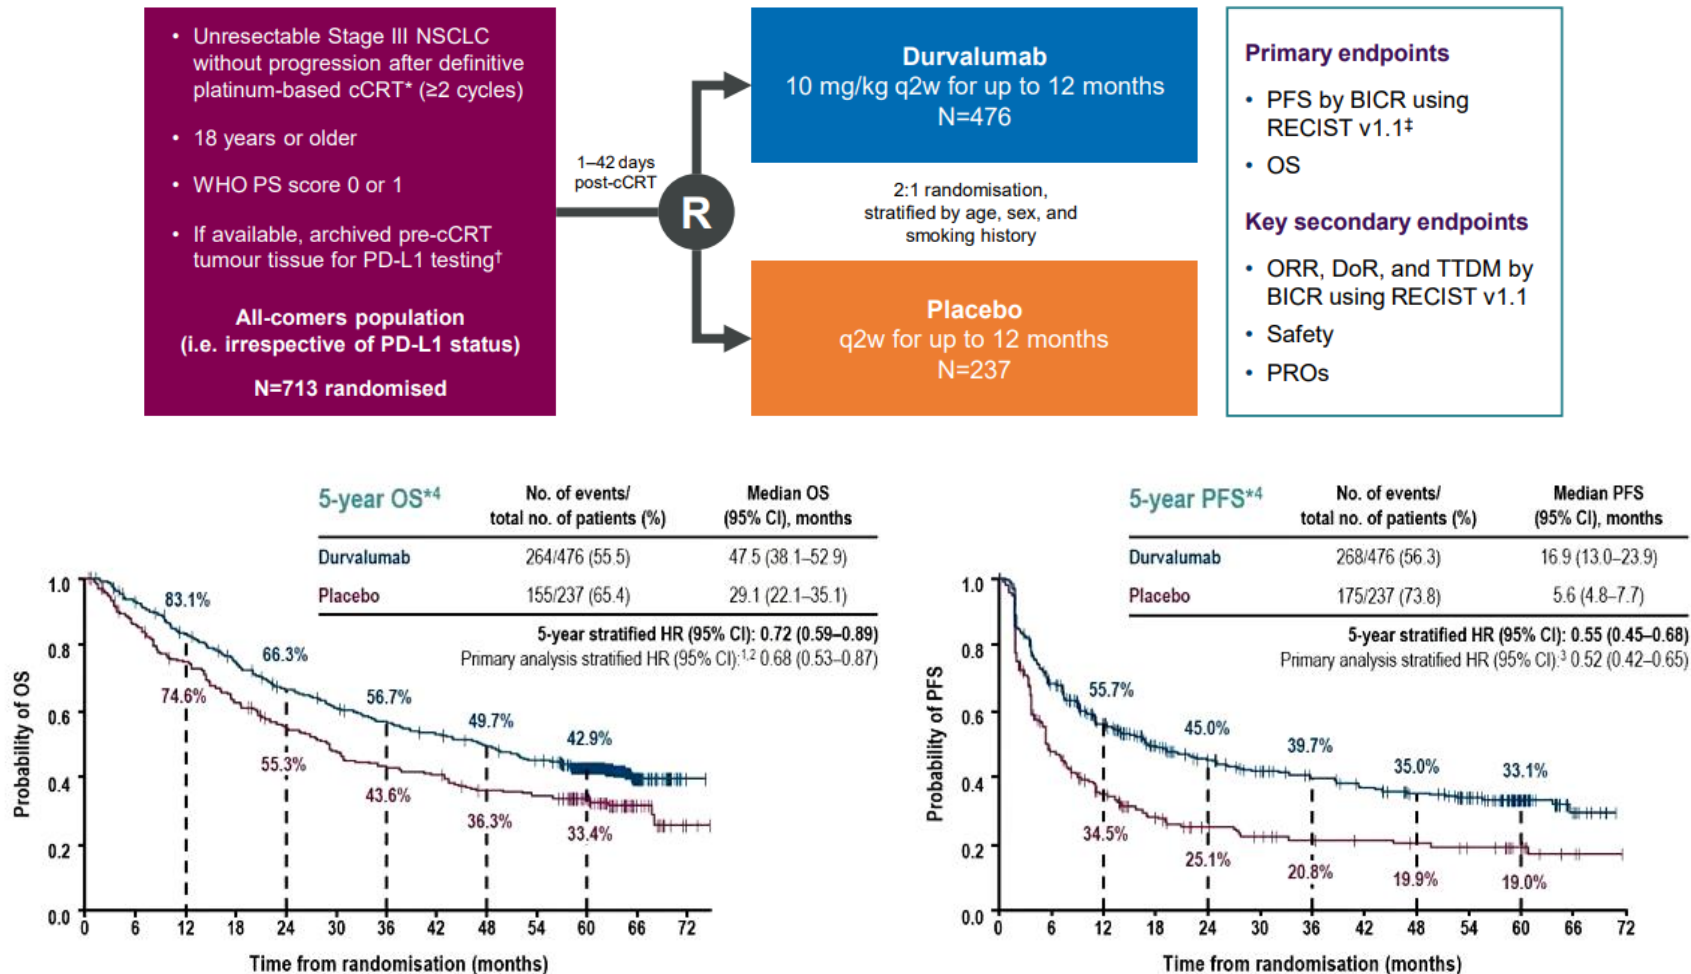 • Unresectable Stage III NSCLC
without progression after definitive
platinum-based cCRT* (≥2 cycles)
• 18 years or older
• WHO PS score 0 or 1
• If available, archived pre-cCRT
tumour tissue for PD-L1 testing†
All-comers population
(i.e. irrespective of PD-L1 status)
N=713 randomised
1–42 days
post-cCRT
R
Durvalumab
10 mg/kg q2w for up to 12 months
N=476
2:1 randomisation,
stratified by age, sex, and
smoking history
Placebo
q2w for up to 12 months
N=237
Primary endpoints
• PFS by BICR using
RECIST v1.1‡
• OS
Key secondary endpoints
• ORR, DoR, and TTDM by
BICR using RECIST v1.1
• Safety
• PROs
5-year OS*4
No. of events/
total no. of patients (%)
Median OS
(95% CI), months
Durvalumab 264/476 (55.5) 47.5 (38.1–52.9)
Placebo 155/237 (65.4) 29.1 (22.1–35.1)
5-year stratified HR (95% CI): 0.72 (0.59–0.89)
Primary analysis stratified HR (95% CI):1,2 0.68 (0.53–0.87)
Probability of OS
1.0
0.8
0.6
0.4
0.2
0.0
83.1%
66.3%
56.7%
49.7%
42.9%
74.6%
55.3%
43.6%
36.3%
33.4%
0 6 12 18 24 30 36 42 48 54 60 66 72
Time from randomisation (months)
5-year PFS*4
No. of events/
total no. of patients (%)
Median PFS
(95% CI), months
Durvalumab 268/476 (56.3) 16.9 (13.0–23.9)
Placebo 175/237 (73.8) 5.6 (4.8–7.7)
5-year stratified HR (95% CI): 0.55 (0.45–0.68)
Primary analysis stratified HR (95% CI):3 0.52 (0.42–0.65)
Probability of PFS
1.0
0.8
0.6
0.4
0.2
0.0
55.7%
45.0%
39.7%
35.0%
33.1%
34.5%
25.1%
20.8%
19.9%
19.0%
0 6 12 18 24 30 36 42 48 54 60 66 72
Time from randomisation (months)